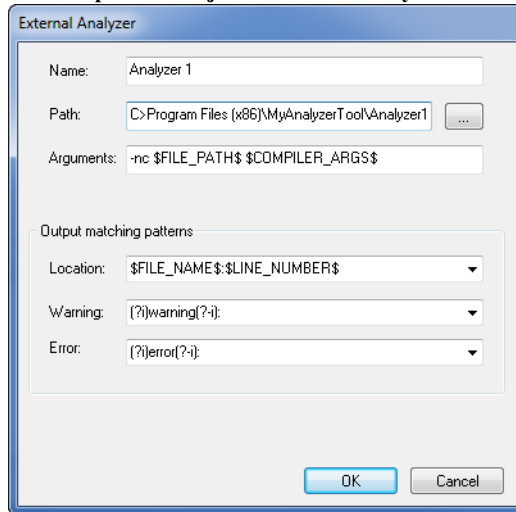 External Analyzer
Name: Analyzer 1
Path: C>Program Files (x86)\MyAnalyzerTool\Analyzer1 ...
Arguments: -nc $FILE_PATH$ $COMPILER_ARGS$
Output matching patterns
Location: $FILE_NAME$:$LINE_NUMBER$
Warning: (?i)warning(?-i):
Error: (?i)error(?-i):
OK Cancel